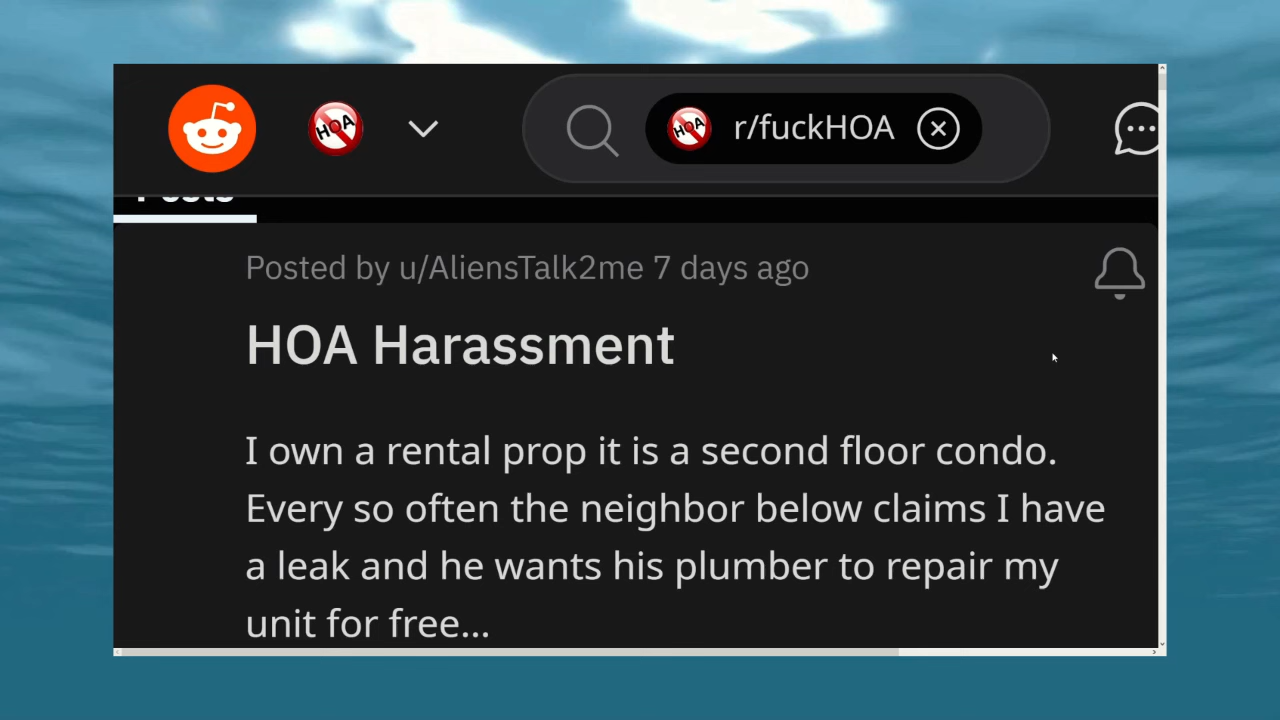 HOA
HOA r/fuckHOA
Posts
Posted by u/AliensTalk2me 7 days ago
HOA Harassment
I own a rental prop it is a second floor condo.
Every so often the neighbor below claims I have
a leak and he wants his plumber to repair my
unit for free...